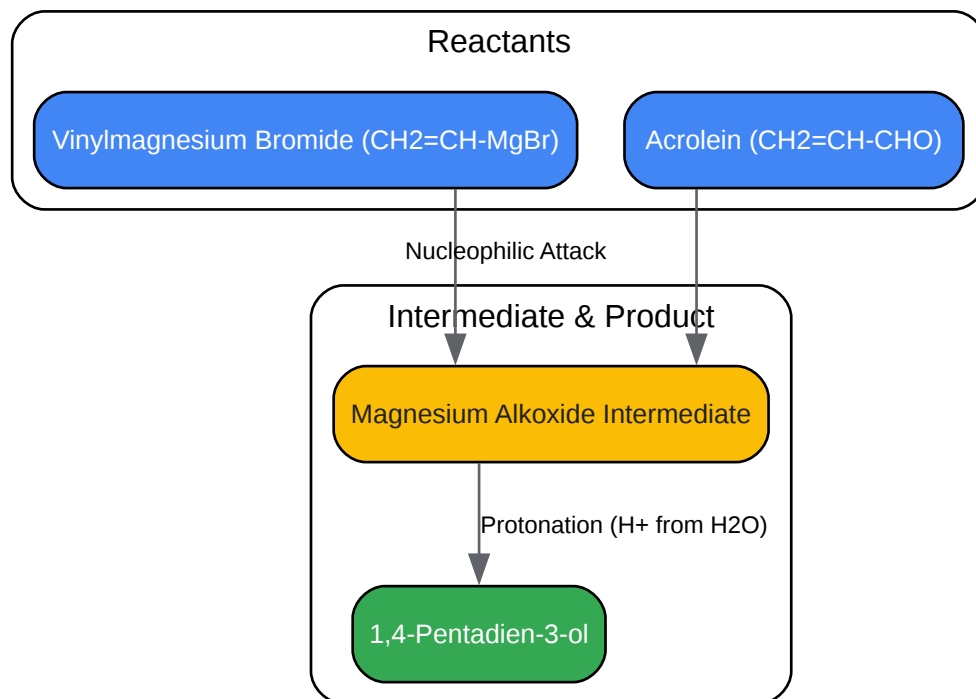 Reactants
Vinylmagnesium Bromide (CH2=CH-MgBr)
Acrolein (CH2=CH-CHO)
Nucleophilic Attack
Intermediate & Product
Magnesium Alkoxide Intermediate
Protonation (H+ from H2O)
1,4-Pentadien-3-ol